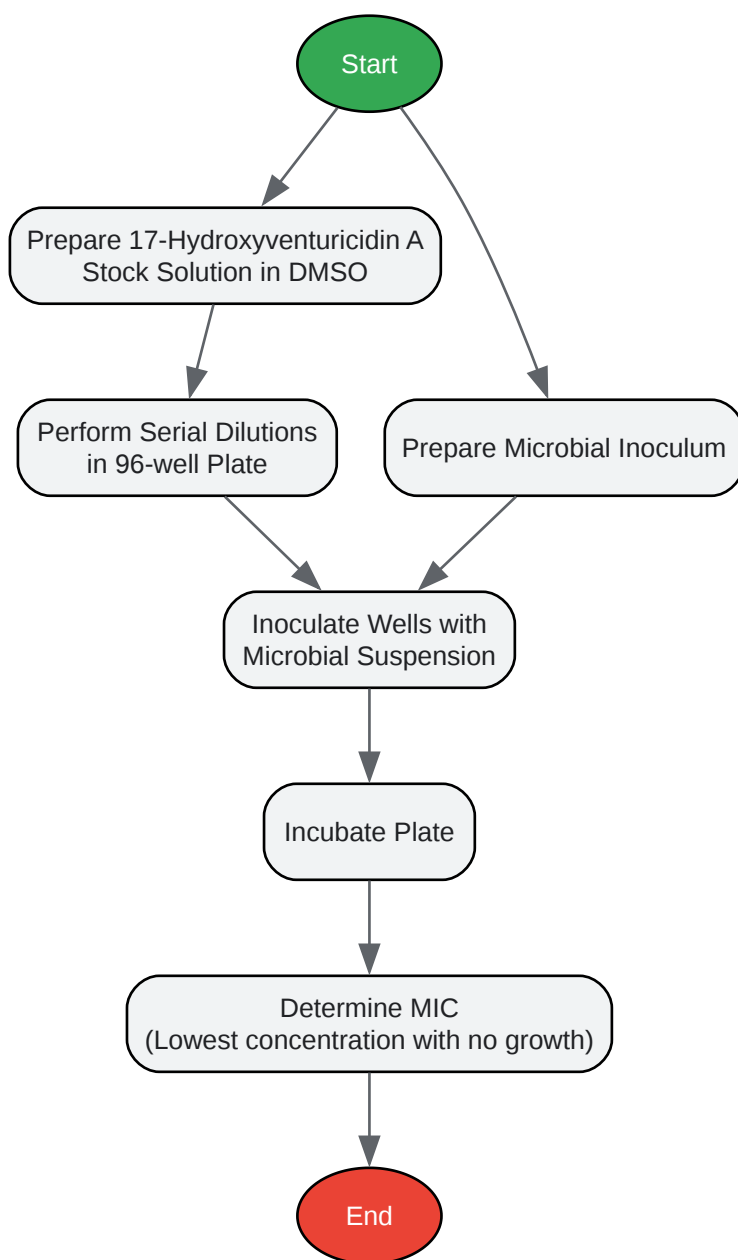 Start
Prepare 17-Hydroxyventuricidin A
Stock Solution in DMSO
Perform Serial Dilutions
in 96-well Plate
Prepare Microbial Inoculum
Inoculate Wells with
Microbial Suspension
Incubate Plate
Determine MIC
(Lowest concentration with no growth)
End